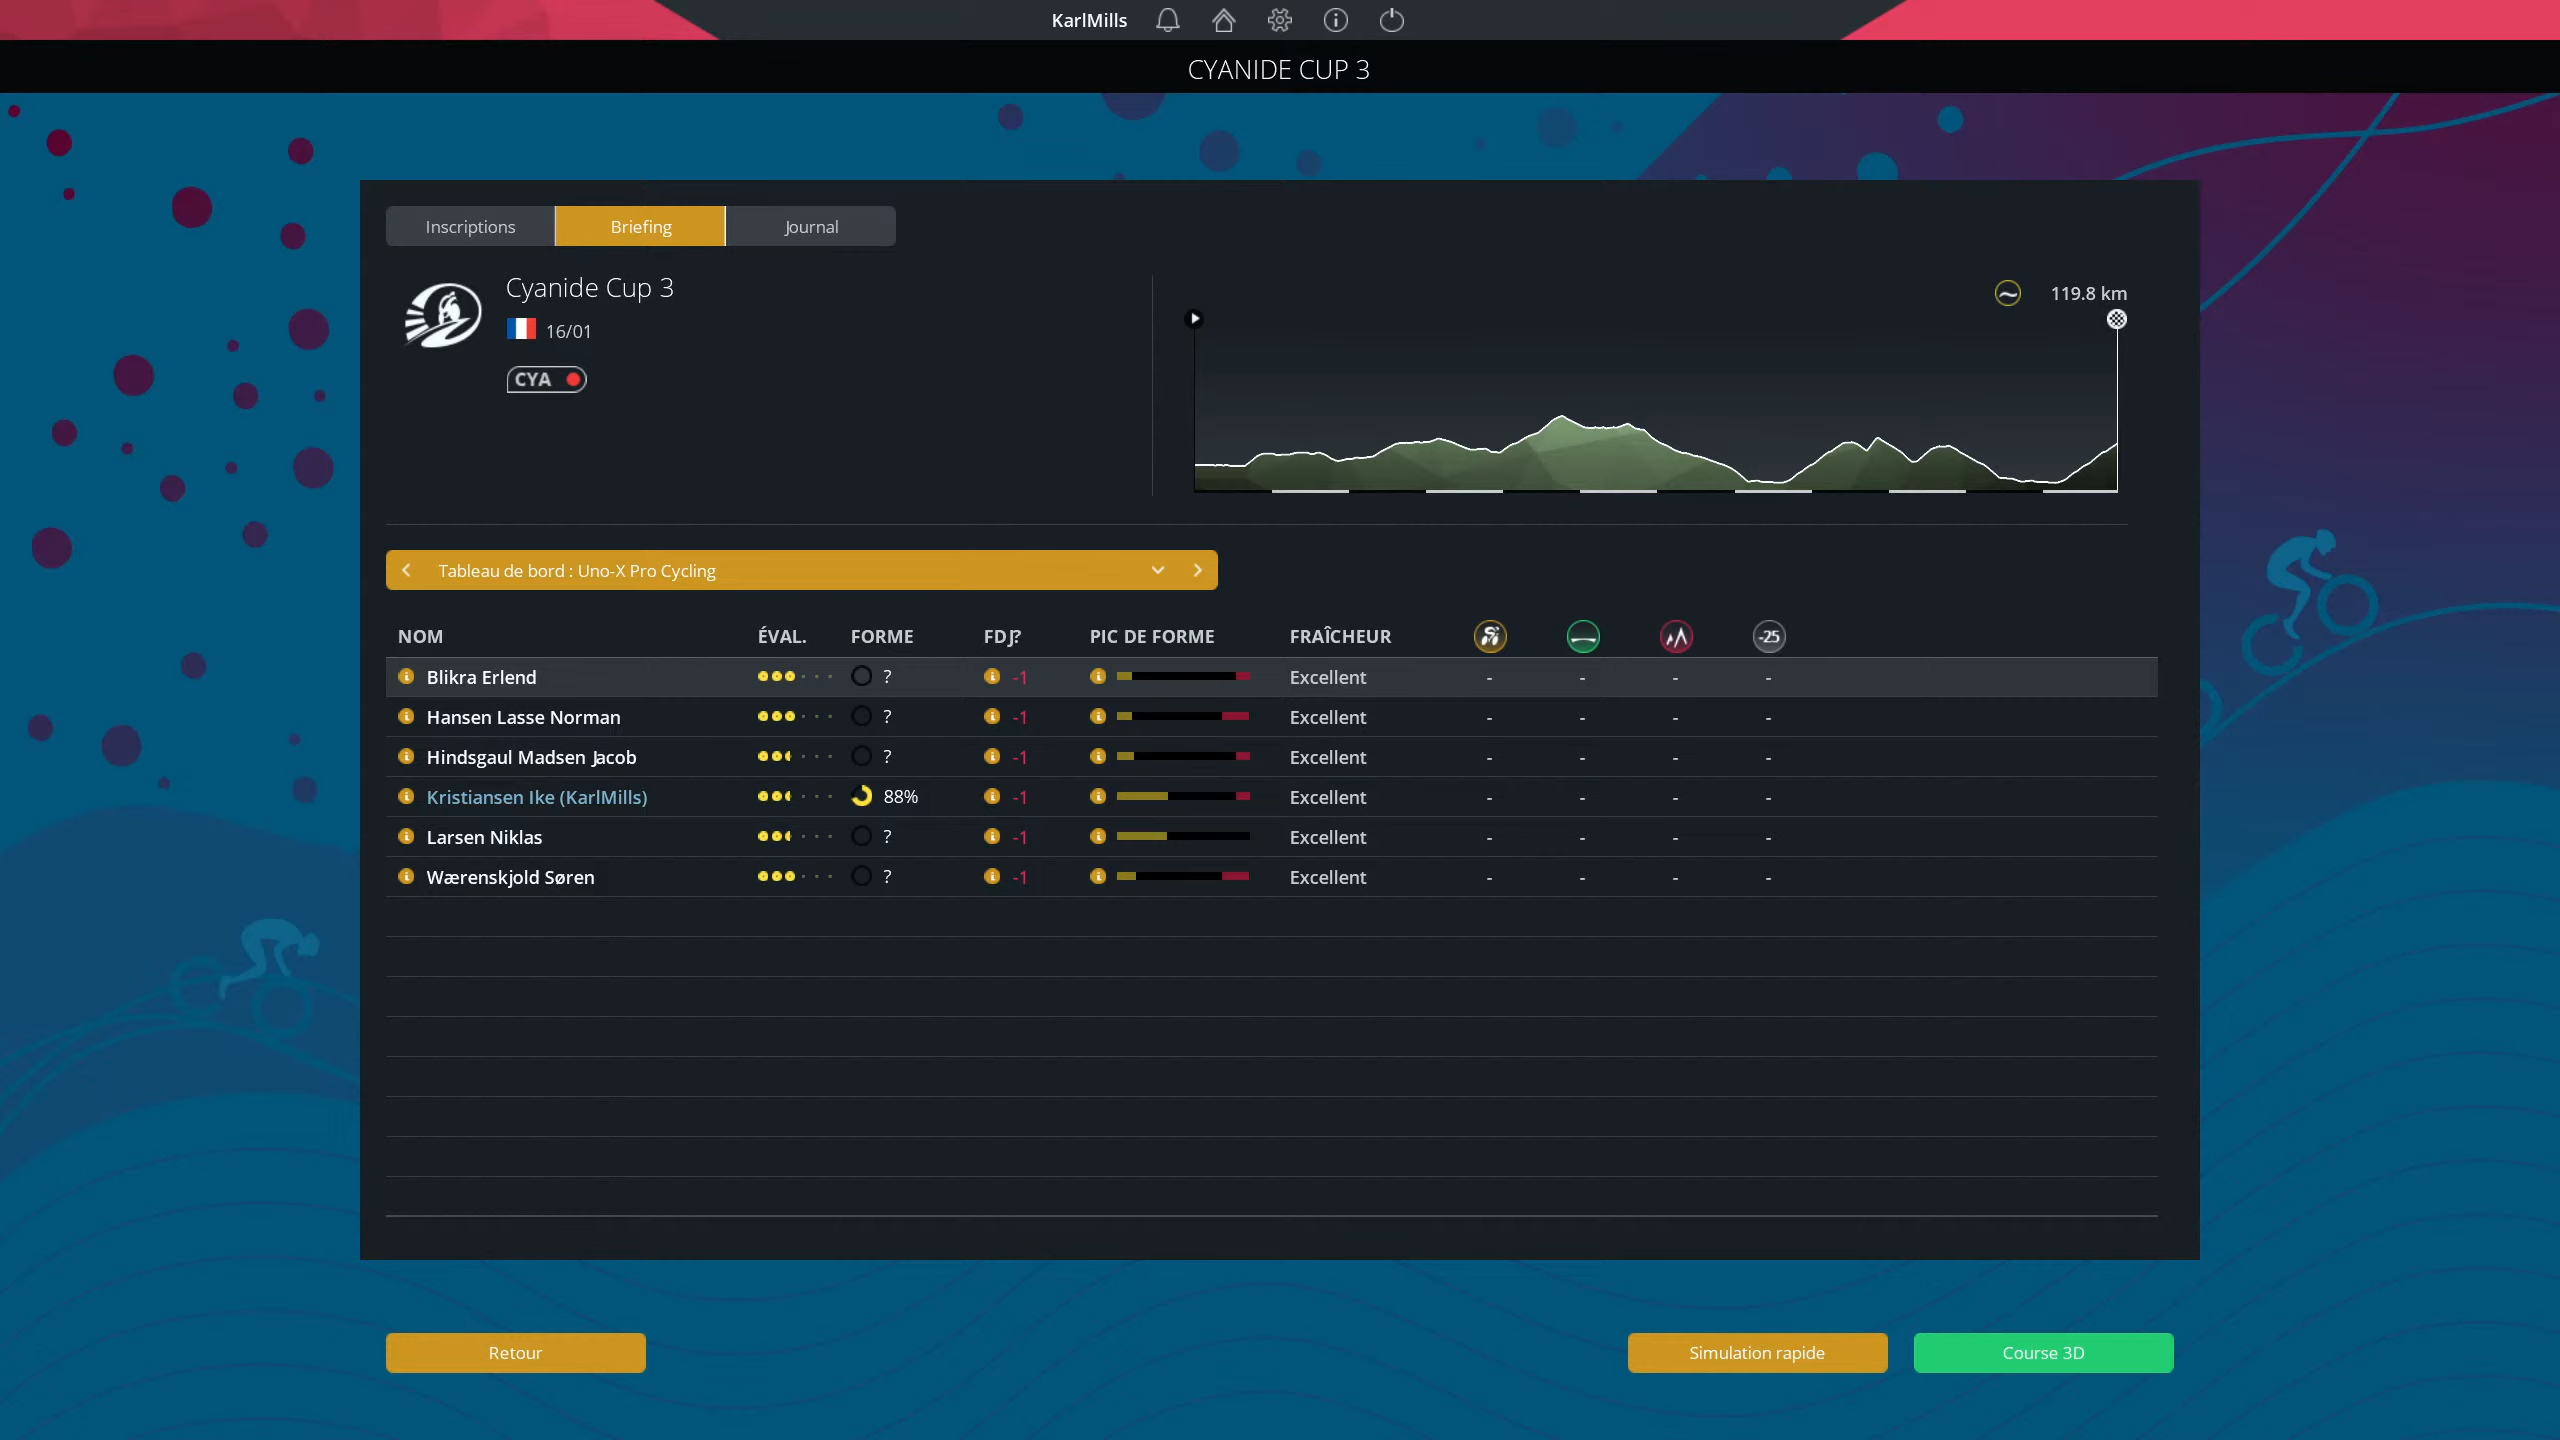 KarlMills
CYANIDE CUP 3
Inscriptions Briefing Journal
Cyanide Cup 3
16/01
CYA
119.8 km
Tableau de bord : Uno-X Pro Cycling
NOM ÉVAL. FORME FDJ? PIC DE FORME FRAÎCHEUR -25
Blikra Erlend ? -1 Excellent - - - -
Hansen Lasse Norman ? -1 Excellent - - - -
Hindsgaul Madsen Jacob ? -1 Excellent - - - -
Kristiansen Ike (KarlMills) 88% -1 Excellent - - - -
Larsen Niklas ? -1 Excellent - - - -
Wærenskjold Søren ? -1 Excellent - - - -
Retour Simulation rapide Course 3D